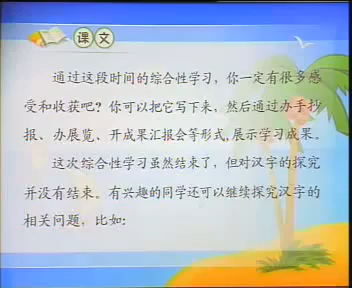 课文
通过这段时间的综合性学习，你一定有很多感
受和收获吧？你可以把它写下来，然后通过办手抄
报、办展览、开成果汇报会等形式，展示学习成果。
这次综合性学习虽然结束了，但对汉字的探究
并没有结束。有兴趣的同学还可以继续探究汉字的
相关问题，比如：